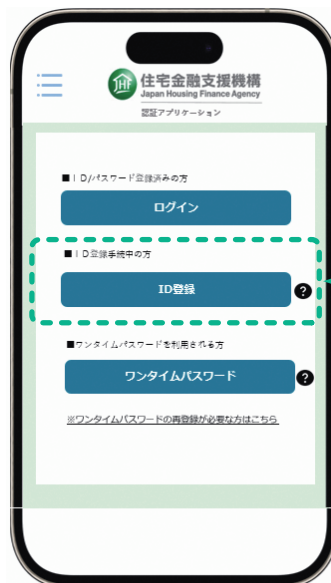 住宅金融支援機構
Japan Housing Finance Agency
認証アプリケーション
■ID/パスワード登録済みの方
ログイン
■ID登録手続中の方
ID登録
?
■ワンタイムパスワードを利用される方
ワンタイムパスワード
?
※ワンタイムパスワードの再登録が必要な方はこちら